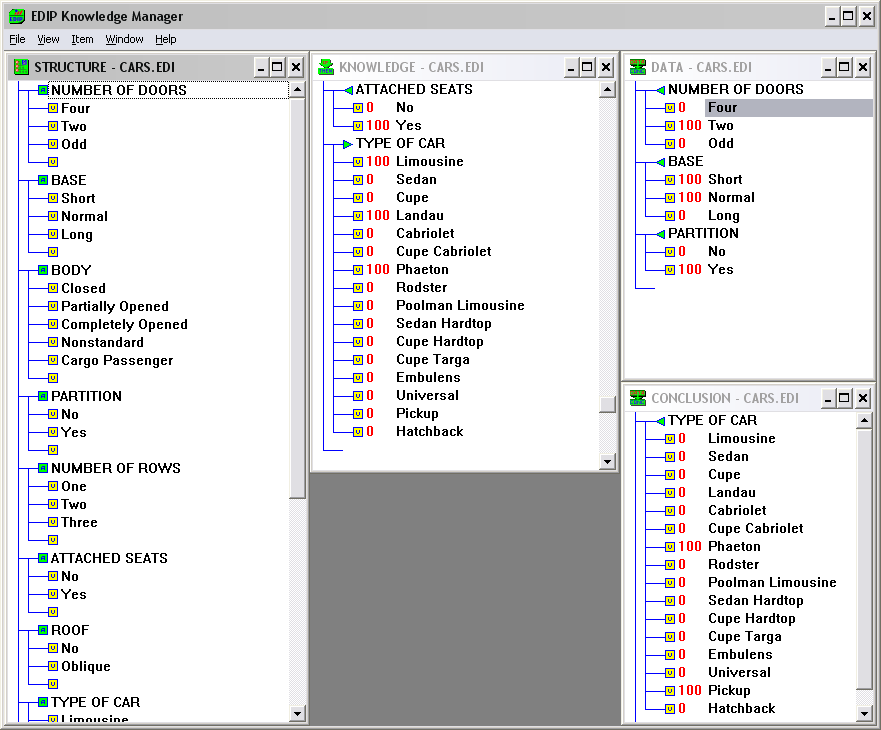 EDIP Knowledge Manager
File View Item Window Help
STRUCTURE - CARS.EDI
NUMBER OF DOORS
Four
Two
Odd
BASE
Short
Normal
Long
BODY
Closed
Partially Opened
Completely Opened
Nonstandard
Cargo Passenger
PARTITION
No
Yes
NUMBER OF ROWS
One
Two
Three
ATTACHED SEATS
No
Yes
ROOF
No
Oblique
TYPE OF CAR
Limousine
KNOWLEDGE - CARS.EDI
ATTACHED SEATS
0 No
100 Yes
TYPE OF CAR
100 Limousine
0 Sedan
0 Cupe
100 Landau
0 Cabriolet
0 Cupe Cabriolet
100 Phaeton
0 Rodster
0 Poolman Limousine
0 Sedan Hardtop
0 Cupe Hardtop
0 Cupe Targa
0 Embulens
0 Universal
0 Pickup
0 Hatchback
DATA - CARS.EDI
NUMBER OF DOORS
0 Four
100 Two
0 Odd
BASE
100 Short
100 Normal
0 Long
PARTITION
0 No
100 Yes
CONCLUSION - CARS.EDI
TYPE OF CAR
0 Limousine
0 Sedan
0 Cupe
0 Landau
0 Cabriolet
0 Cupe Cabriolet
100 Phaeton
0 Rodster
0 Poolman Limousine
0 Sedan Hardtop
0 Cupe Hardtop
0 Cupe Targa
0 Embulens
0 Universal
100 Pickup
0 Hatchback